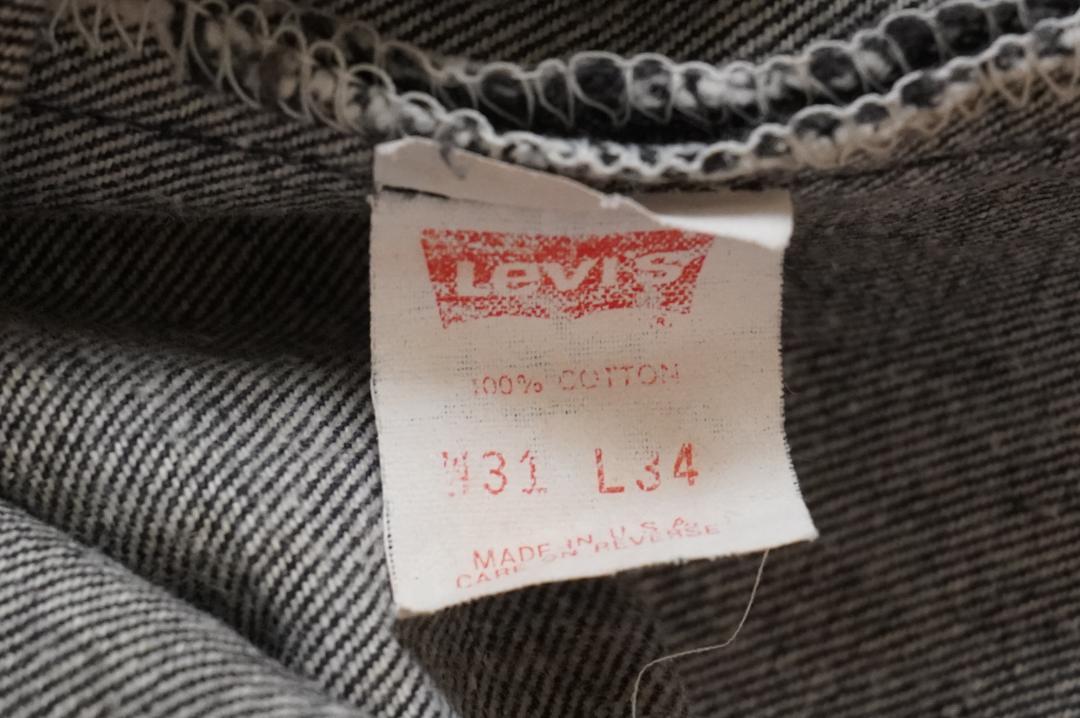 Levi's
R.
100% COTTON
W31 L34
MADE IN U.S.A.
CARE ON REVERSE